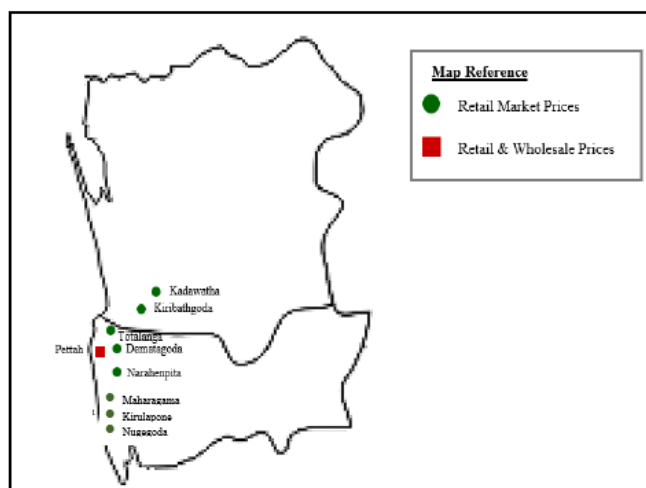 Map Reference
Retail Market Prices
Retail & Wholesale Prices
Kadawatha
Kiribathgoda
Totalanga
Pettah
Dematagoda
Narahenpita
Maharagama
Kirulapone
Nugegoda